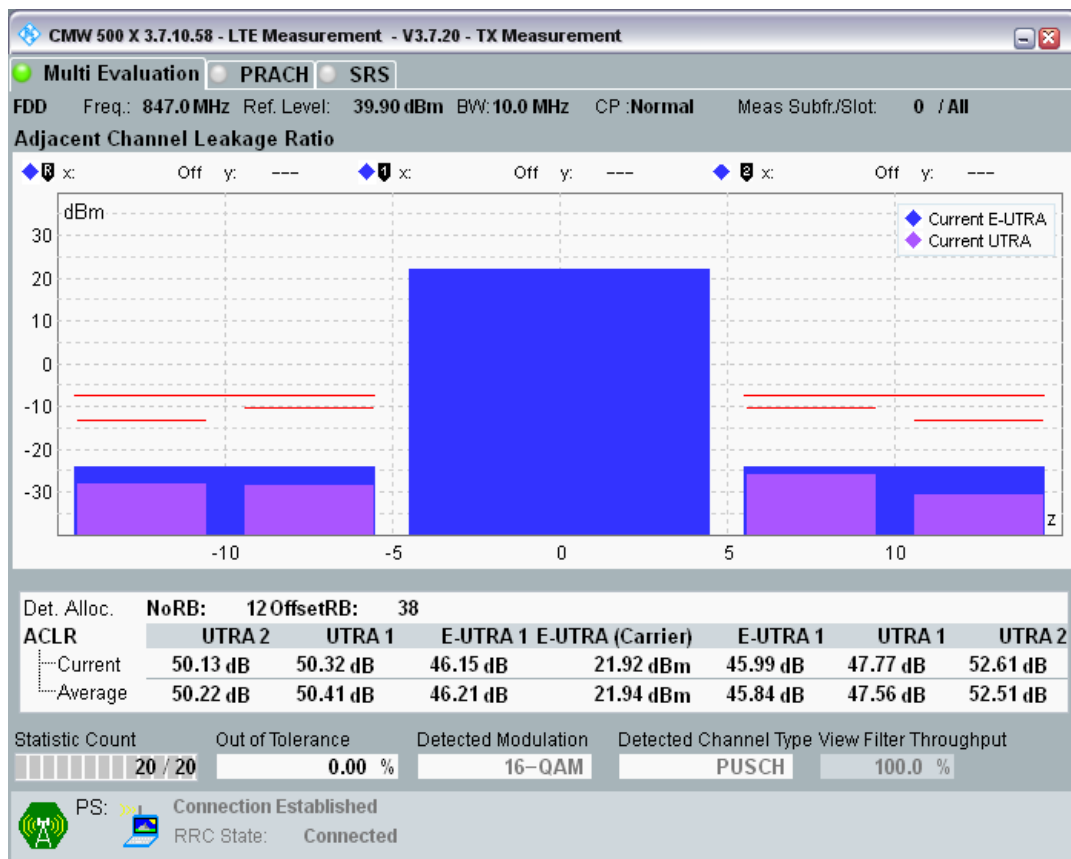 CMW 500 X 3.7.10.58 - LTE Measurement - V3.7.20 - TX Measurement
Multi Evaluation PRACH SRS
FDD Freq.: 847.0 MHz Ref. Level: 39.90 dBm BW: 10.0 MHz CP :Normal Meas Subfr./Slot: 0 / All
Adjacent Channel Leakage Ratio
R x: Off y: --- 1 x: Off y: --- 2 x: Off y: ---
dBm
Current E-UTRA
Current UTRA
30
20
10
0
-10
-20
-30
z
-10 -5 0 5 10
Det. Alloc. NoRB: 12 OffsetRB: 38
ACLR UTRA 2 UTRA 1 E-UTRA 1 E-UTRA (Carrier) E-UTRA 1 UTRA 1 UTRA 2
Current 50.13 dB 50.32 dB 46.15 dB 21.92 dBm 45.99 dB 47.77 dB 52.61 dB
Average 50.22 dB 50.41 dB 46.21 dB 21.94 dBm 45.84 dB 47.56 dB 52.51 dB
Statistic Count Out of Tolerance Detected Modulation Detected Channel Type View Filter Throughput
20 / 20 0.00 % 16-QAM PUSCH 100.0 %
PS: Connection Established
RRC State: Connected